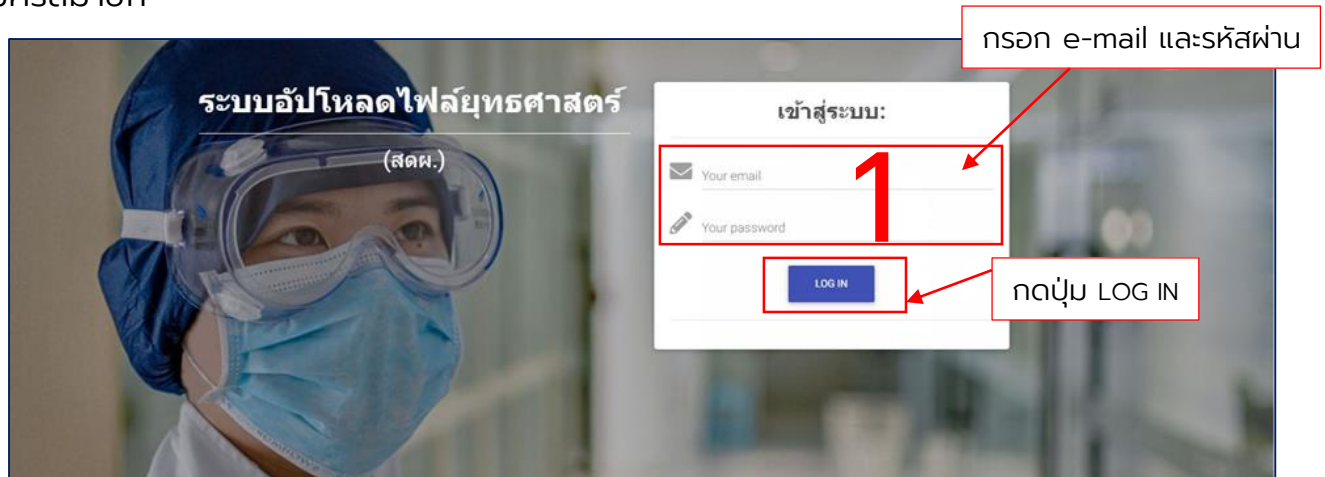 กรอก e-mail และรหัสผ่าน
ระบบอัปโหลดไฟล์ยุทธศาสตร์
(สดผ.)
เข้าสู่ระบบ:
1
Your email
Your password
LOG IN
กดปุ่ม LOG IN